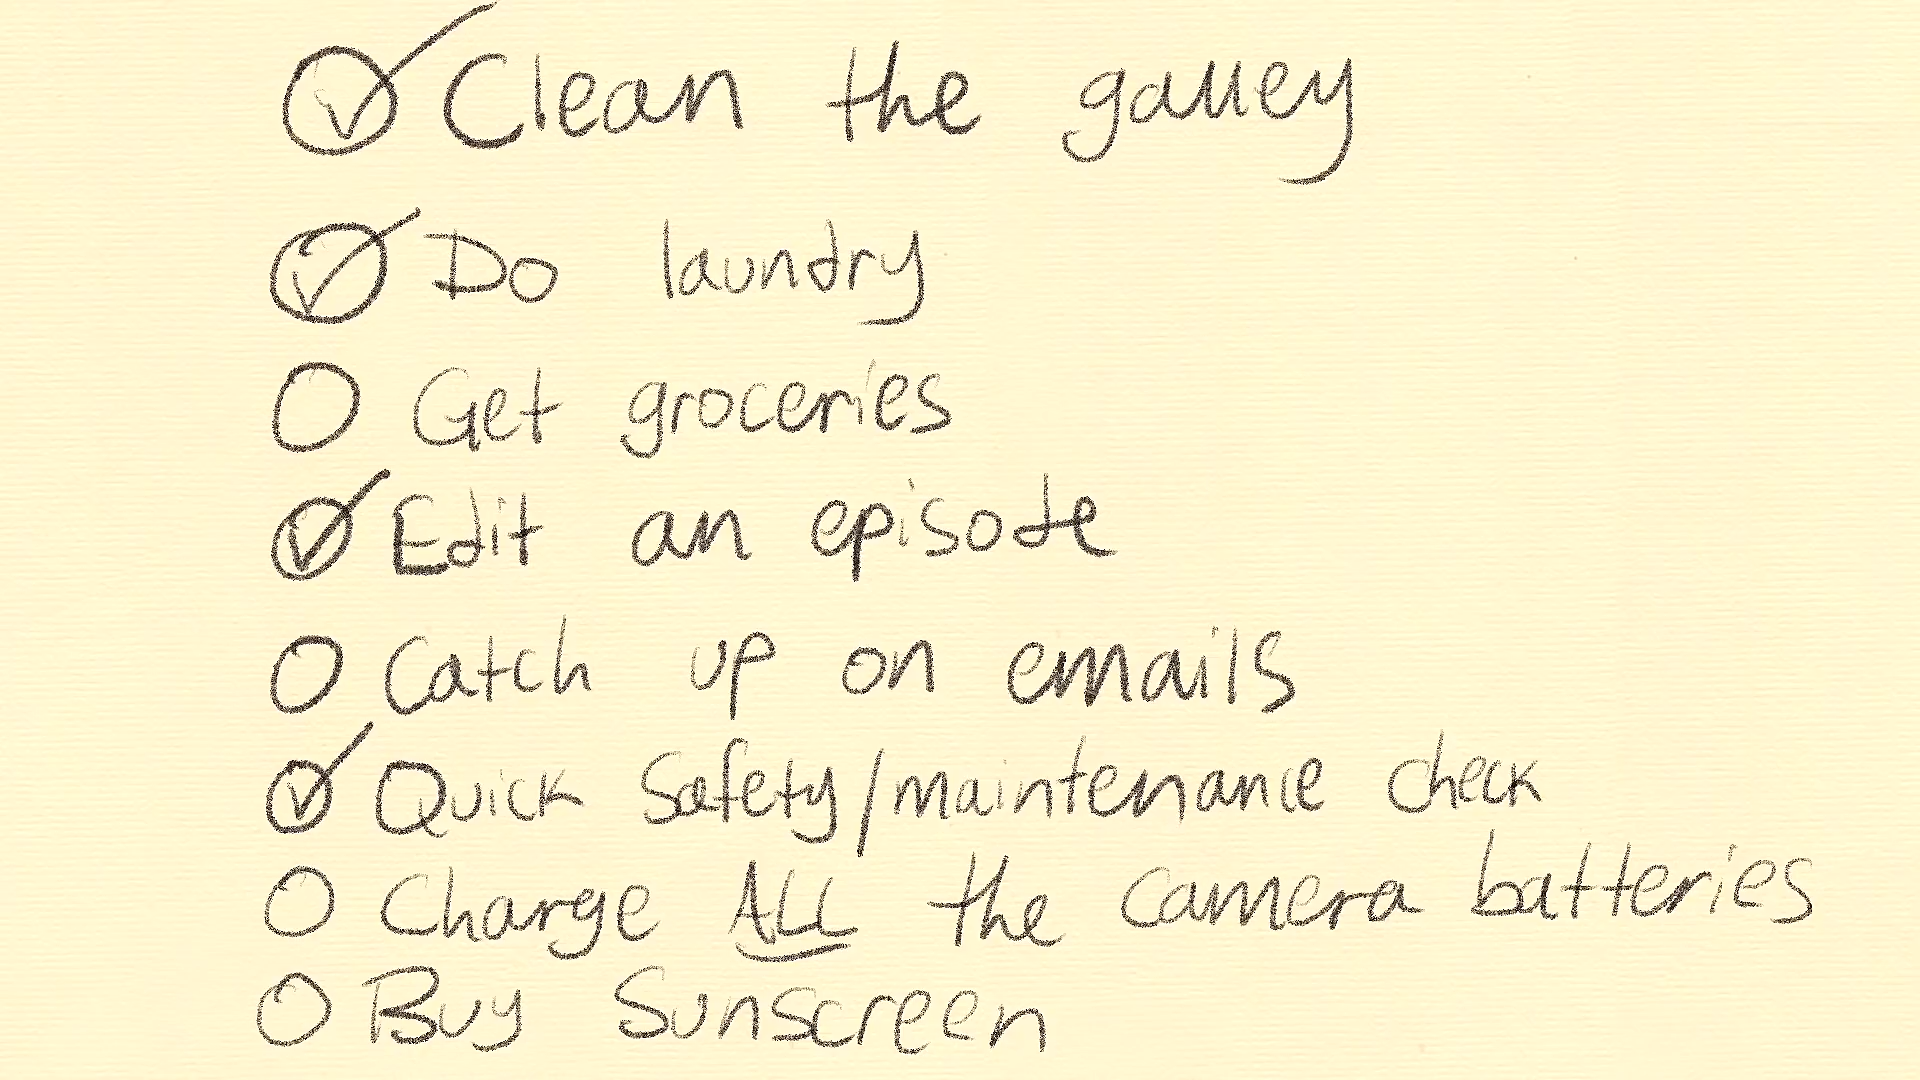 Clean the galley
Do laundry
Get groceries
Edit an episode
Catch up on emails
Quick Safety/maintenance check
Charge ALL the camera batteries
Buy Sunscreen